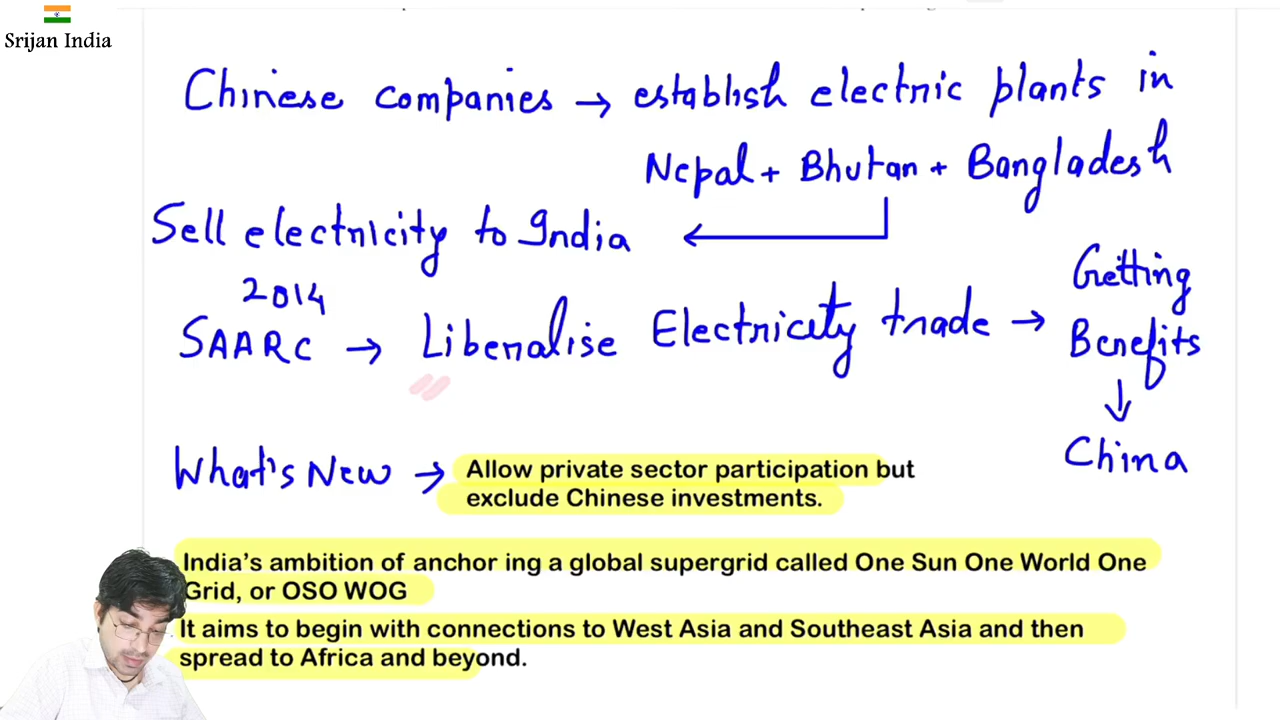 Srijan India
Chinese companies → establish electric plants in
Nepal + Bhutan + Bangladesh
Sell electricity to India ←
2014
SAARC → Liberalise Electricity trade → Getting
Benefits
↓
China
What's New → Allow private sector participation but
exclude Chinese investments.
India's ambition of anchor ing a global supergrid called One Sun One World One
Grid, or OSO WOG
It aims to begin with connections to West Asia and Southeast Asia and then
spread to Africa and beyond.